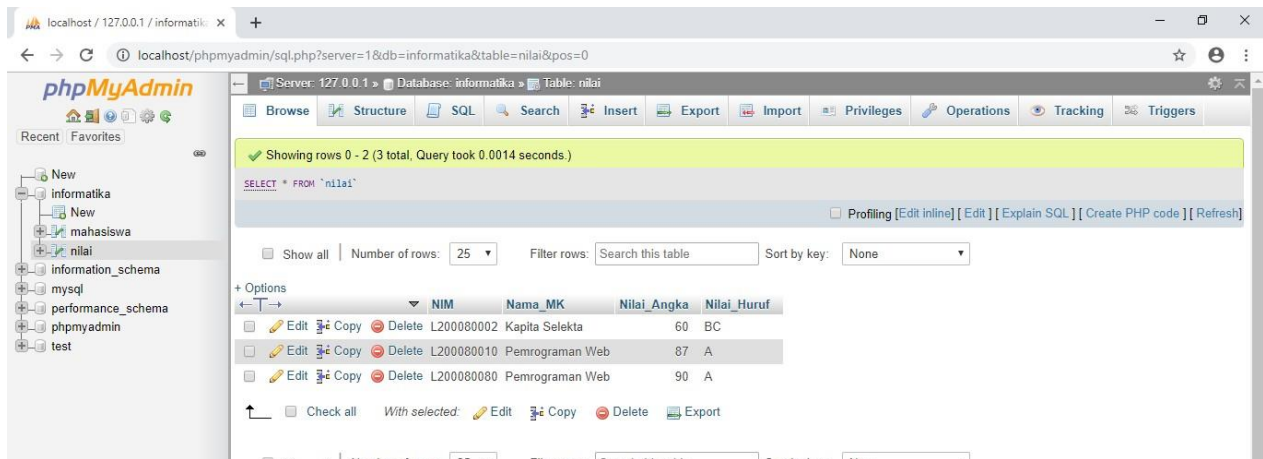 localhost / 127.0.0.1 / informatik
localhost/phpmyadmin/sql.php?server=1&db=informatika&table=nilai&pos=0
phpMyAdmin
Recent Favorites
New
informatika
New
mahasiswa
nilai
information_schema
mysql
performance_schema
phpmyadmin
test
Server: 127.0.0.1 » Database: informatika » Table: nilai
Browse Structure SQL Search Insert Export Import Privileges Operations Tracking Triggers
Showing rows 0 - 2 (3 total, Query took 0.0014 seconds.)
SELECT * FROM `nilai`
Profiling [Edit inline] [ Edit ] [ Explain SQL ] [ Create PHP code ] [ Refresh]
Show all | Number of rows: 25 Filter rows: Search this table Sort by key: None
+ Options
←T→ NIM Nama_MK Nilai_Angka Nilai_Huruf
Edit Copy Delete L200080002 Kapita Selekta 60 BC
Edit Copy Delete L200080010 Pemrograman Web 87 A
Edit Copy Delete L200080080 Pemrograman Web 90 A
Check all With selected: Edit Copy Delete Export